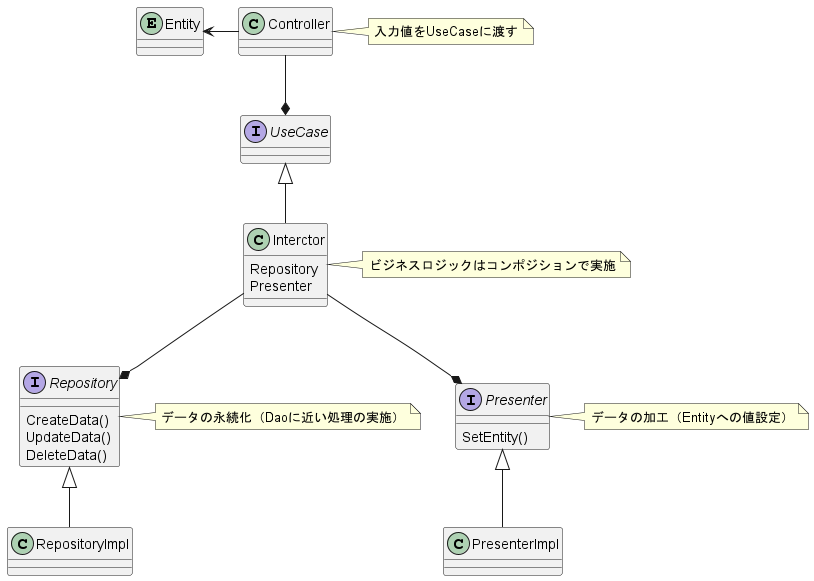 E Entity
C Controller
入力値をUseCaseに渡す
I UseCase
C Interctor
Repository
Presenter
ビジネスロジックはコンポジションで実施
I Repository
CreateData()
UpdateData()
DeleteData()
データの永続化（Daoに近い処理の実施）
I Presenter
SetEntity()
データの加工（Entityへの値設定）
C RepositoryImpl
C PresenterImpl